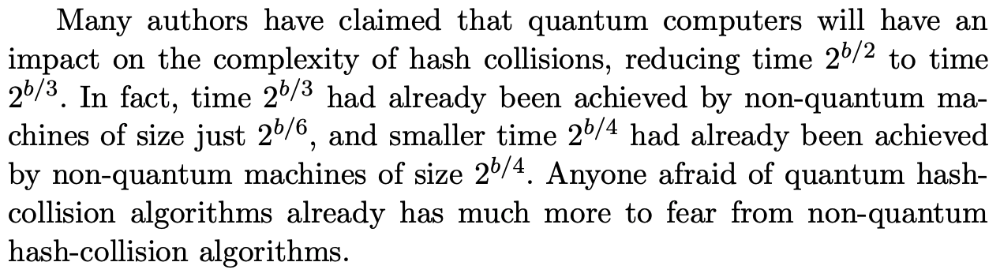 Many authors have claimed that quantum computers will have an
impact on the complexity of hash collisions, reducing time 2^{b/2} to time
2^{b/3}. In fact, time 2^{b/3} had already been achieved by non-quantum ma-
chines of size just 2^{b/6}, and smaller time 2^{b/4} had already been achieved
by non-quantum machines of size 2^{b/4}. Anyone afraid of quantum hash-
collision algorithms already has much more to fear from non-quantum
hash-collision algorithms.